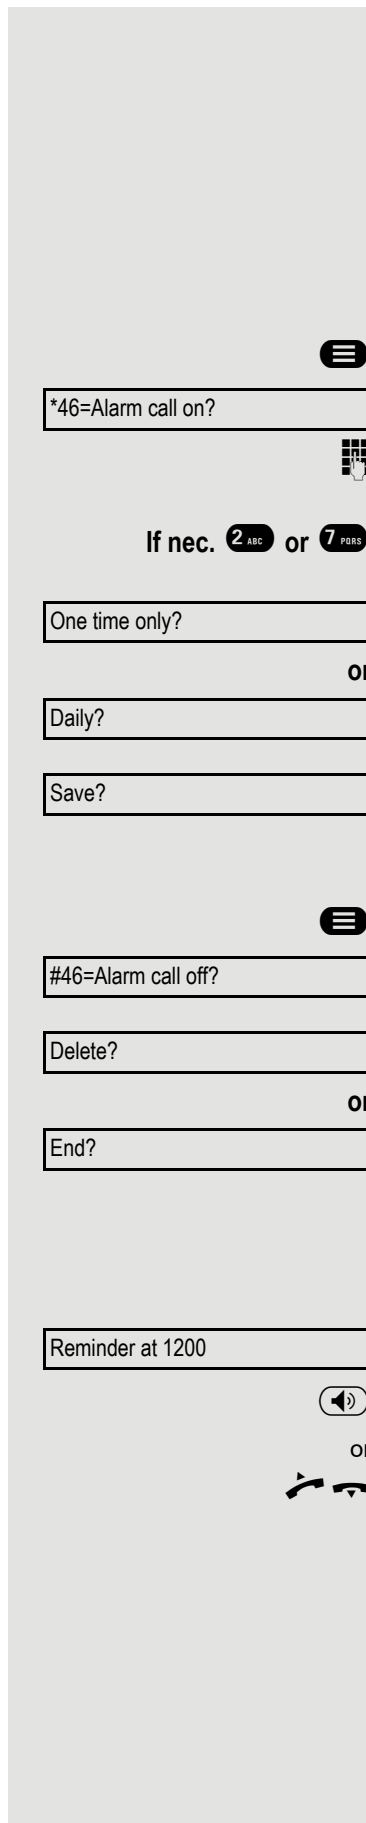 *46=Alarm call on?
If nec. 2 ABC or 7 PQRS
One time only?
or
Daily?
Save?
#46=Alarm call off?
Delete?
or
End?
Reminder at 1200
or